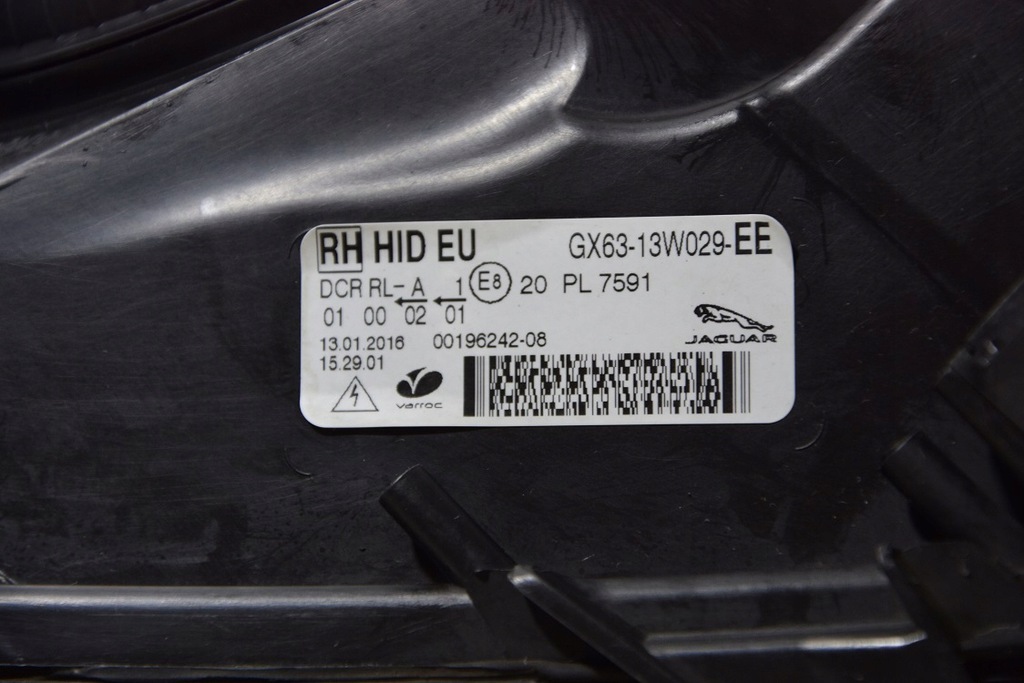 RH HID EU GX63-13W029-EE
DCR RL- A 1 E8 20 PL 7591
01 00 02 01
13.01.2016 00196242-08
15.29.01
JAGUAR
varroc